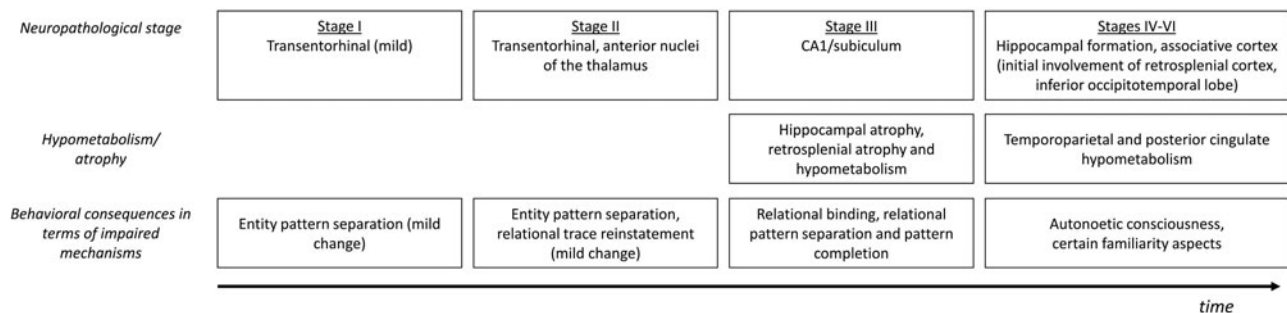 Neuropathological stage
Stage I
Transentorhinal (mild)
Stage II
Transentorhinal, anterior nuclei
of the thalamus
Stage III
CA1/subiculum
Stages IV-VI
Hippocampal formation, associative cortex
(initial involvement of retrosplenial cortex,
inferior occipitotemporal lobe)
Hypometabolism/
atrophy
Hippocampal atrophy,
retrosplenial atrophy and
hypometabolism
Temporoparietal and posterior cingulate
hypometabolism
Behavioral consequences in
terms of impaired
mechanisms
Entity pattern separation (mild
change)
Entity pattern separation,
relational trace reinstatement
(mild change)
Relational binding, relational
pattern separation and pattern
completion
Autonoetic consciousness,
certain familiarity aspects
time